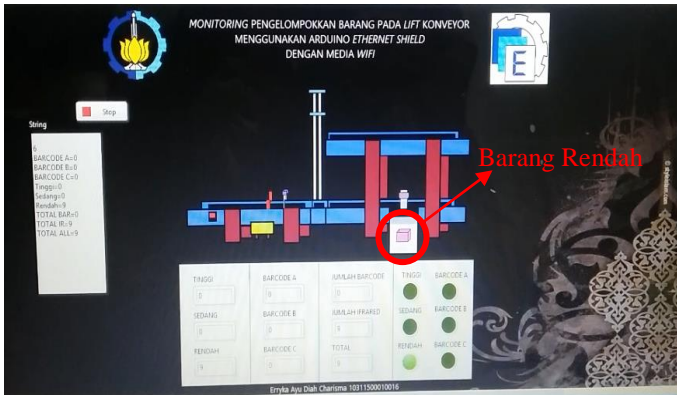 MONITORING PENGELOMPOKKAN BARANG PADA LIFT KONVEYOR
MENGGUNAKAN ARDUINO ETHERNET SHIELD
DENGAN MEDIA WIFI
E
Stop
String
6
BARCODE A=0
BARCODE B=0
BARCODE C=0
Tinggi=0
Sedang=0
Rendah=9
TOTAL BAR=0
TOTAL IR=9
TOTAL ALL=9
Barang Rendah
TINGGI
0
SEDANG
0
RENDAH
9
BARCODE A
0
BARCODE B
0
BARCODE C
0
JUMLAH BARCODE
0
JUMLAH INFRARED
9
TOTAL
9
TINGGI
BARCODE A
SEDANG
BARCODE B
RENDAH
BARCODE C
Erryka Ayu Diah Charisma 10311500010016